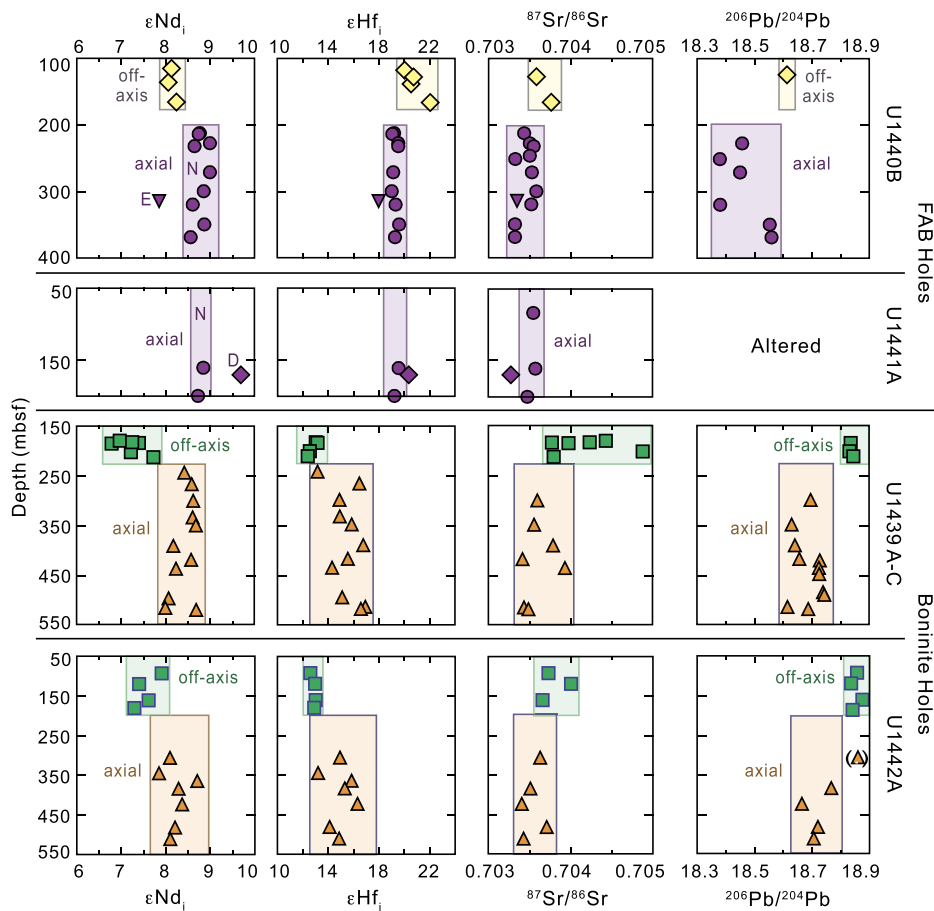 εNdᵢ
εHfᵢ
⁸⁷Sr/⁸⁶Sr
²⁰⁶Pb/²⁰⁴Pb
6 7 8 9 10
10 14 18 22
0.703 0.704 0.705
18.3 18.5 18.7 18.9
100
200
300
400
off-
axis
axial
N
E
off-
axis
axial
U1440B
50
150
N
axial
D
axial
Altered
U1441A
FAB Holes
Depth (mbsf)
150
250
350
450
550
off-axis
axial
off-axis
axial
U1439A-C
50
150
250
350
450
550
off-axis
axial
off-axis
axial
( )
U1442A
Boninite Holes
6 7 8 9 10
10 14 18 22
0.703 0.704 0.705
18.3 18.5 18.7 18.9
εNdᵢ
εHfᵢ
⁸⁷Sr/⁸⁶Sr
²⁰⁶Pb/²⁰⁴Pb